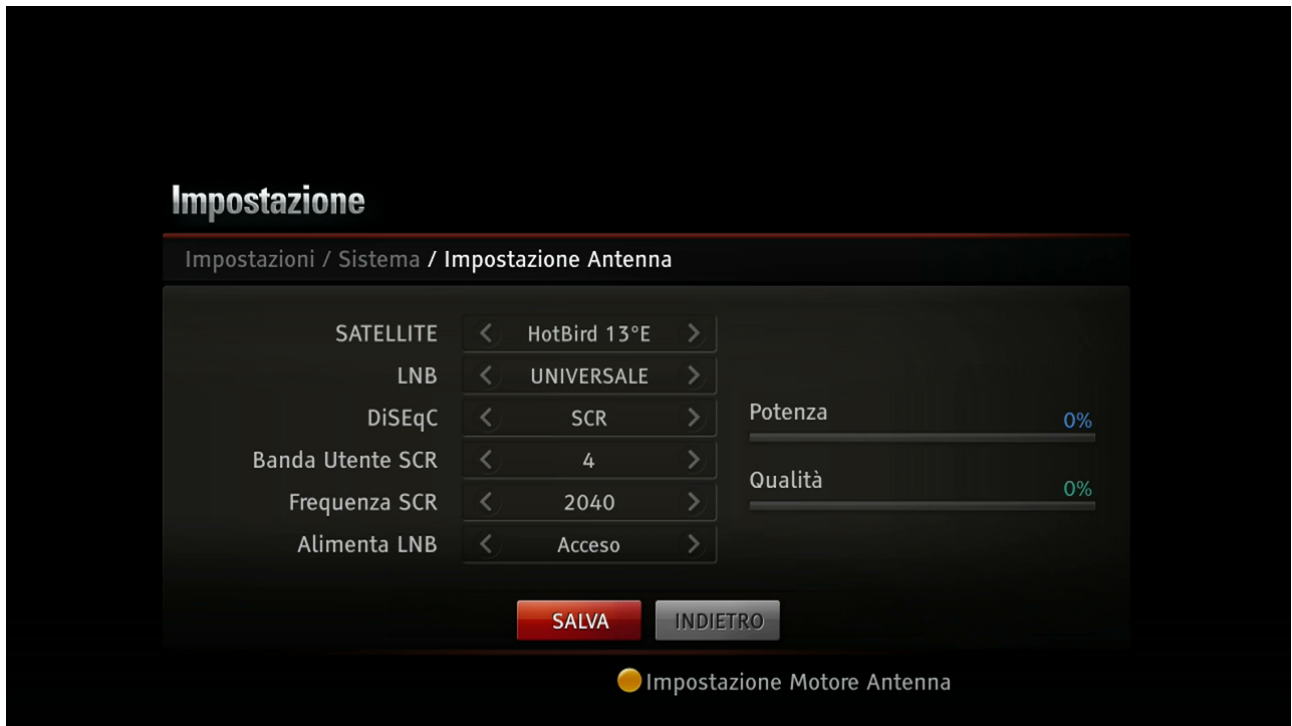 Impostazione
Impostazioni / Sistema / Impostazione Antenna
SATELLITE HotBird 13°E
LNB UNIVERSALE
DiSEqC SCR
Banda Utente SCR 4
Frequenza SCR 2040
Alimenta LNB Acceso
Potenza 0%
Qualità 0%
SALVA INDIETRO
Impostazione Motore Antenna